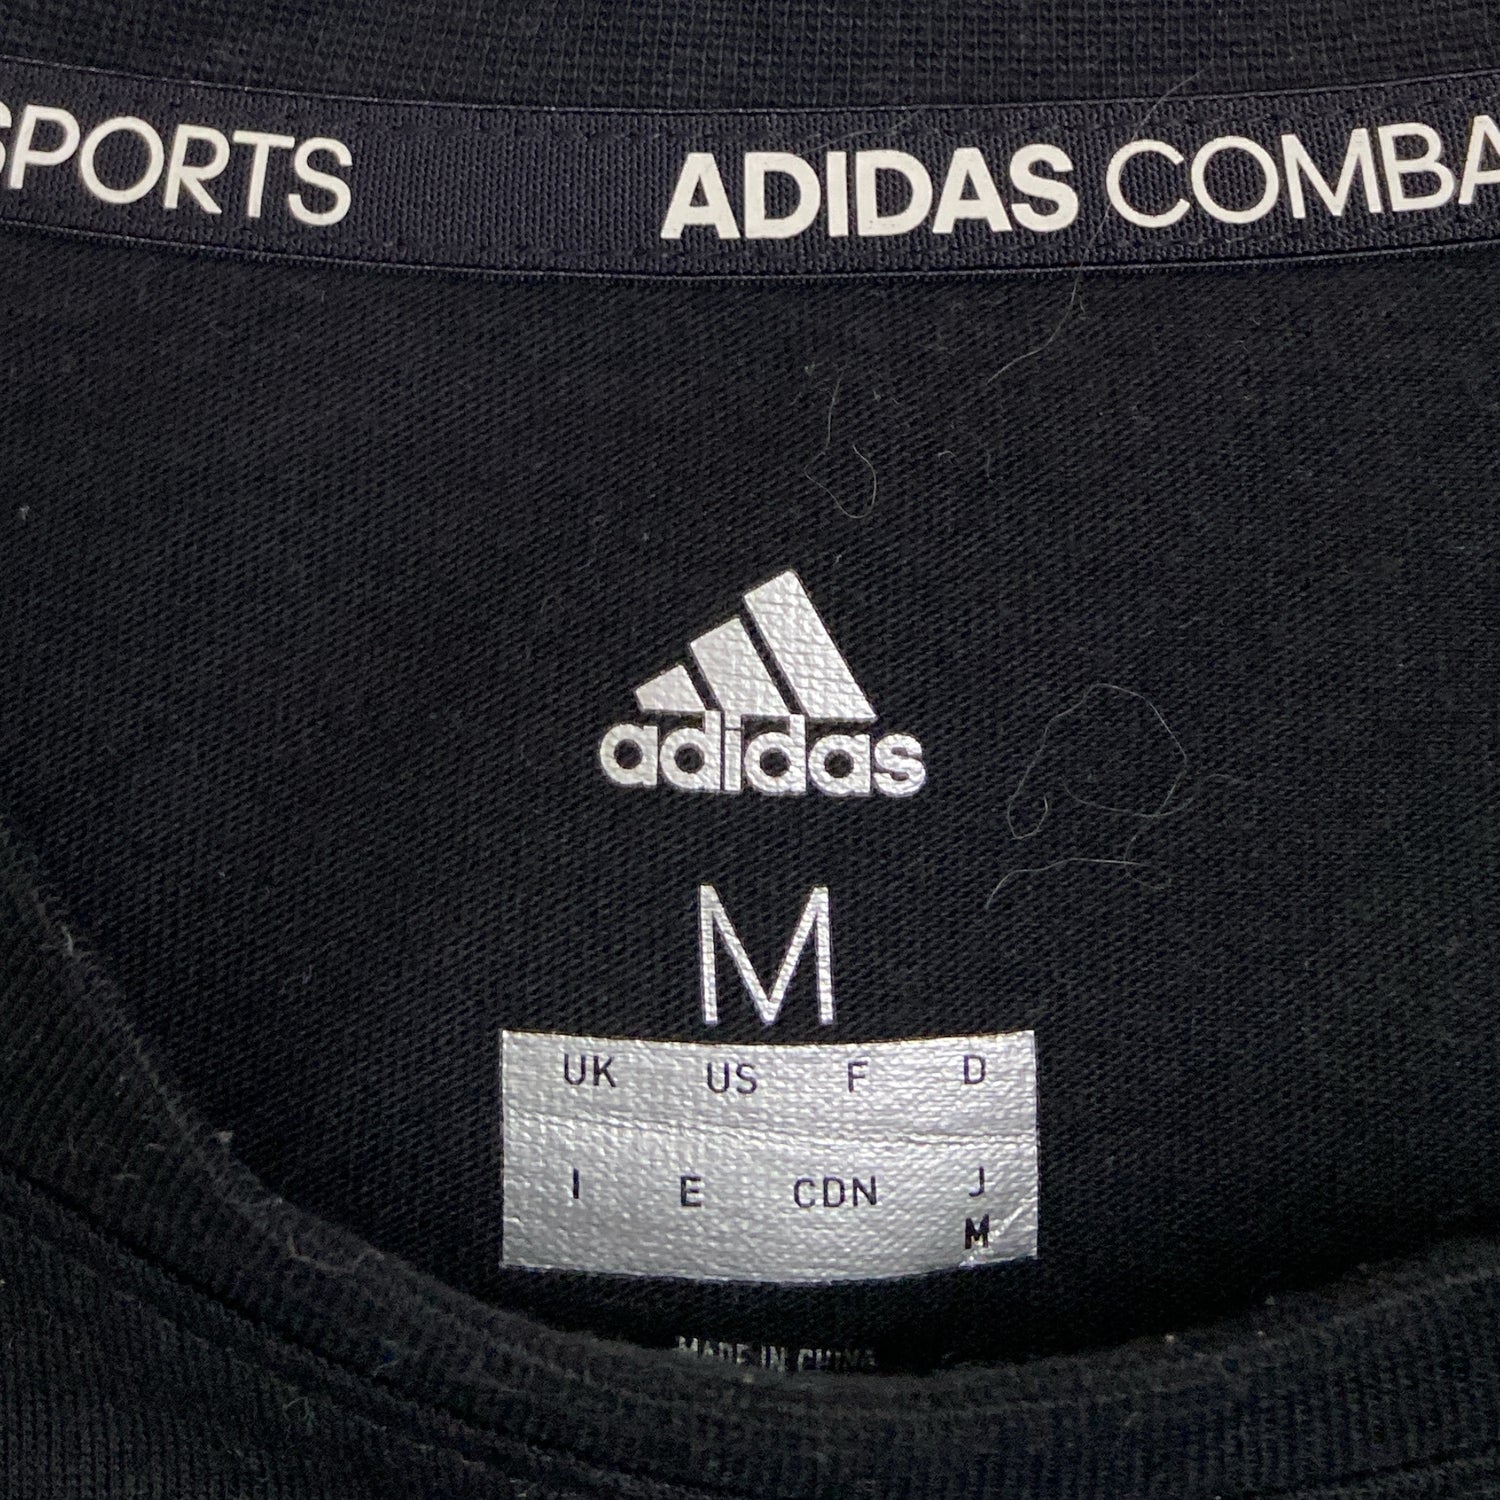 SPORTS ADIDAS COMBA
adidas
M
UK US F D
I E CDN J
M
MADE IN CHINA